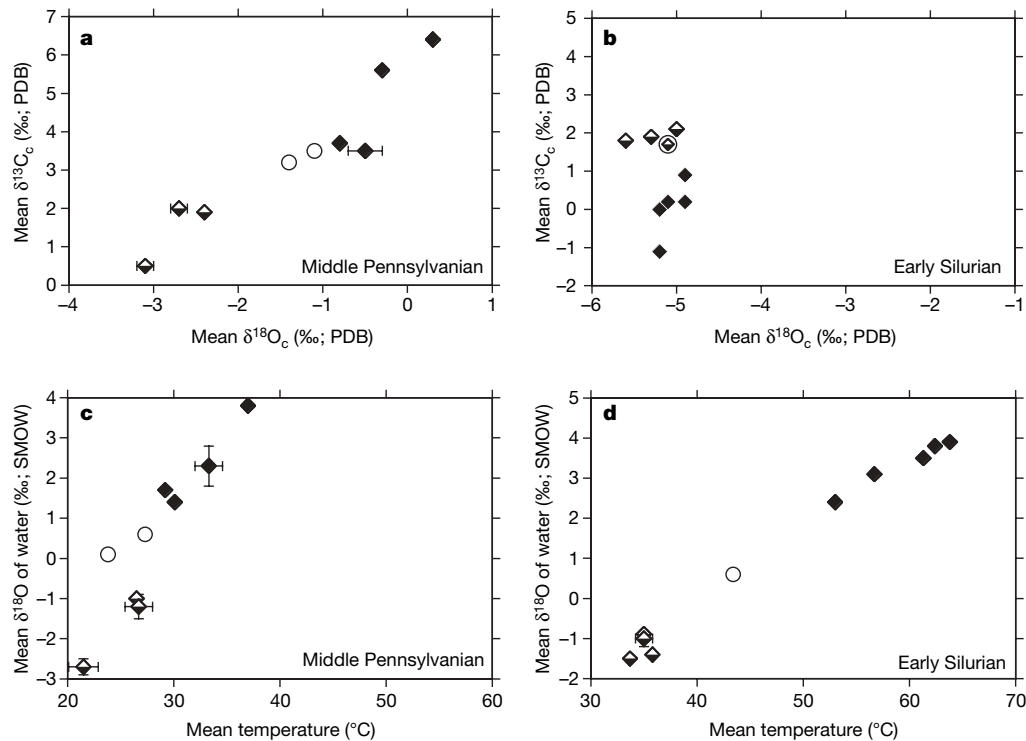 a
7
6
5
4
3
2
1
0
Mean δ¹³Cc (‰; PDB)
Middle Pennsylvanian
–4 –3 –2 –1 0 1
Mean δ¹⁸Oc (‰; PDB)
b
5
4
3
2
1
0
–1
–2
Mean δ¹³Cc (‰; PDB)
Early Silurian
–6 –5 –4 –3 –2 –1
Mean δ¹⁸Oc (‰; PDB)
c
4
3
2
1
0
–1
–2
–3
Mean δ¹⁸O of water (‰; SMOW)
Middle Pennsylvanian
20 30 40 50 60
Mean temperature (°C)
d
5
4
3
2
1
0
–1
–2
Mean δ¹⁸O of water (‰; SMOW)
Early Silurian
30 40 50 60 70
Mean temperature (°C)